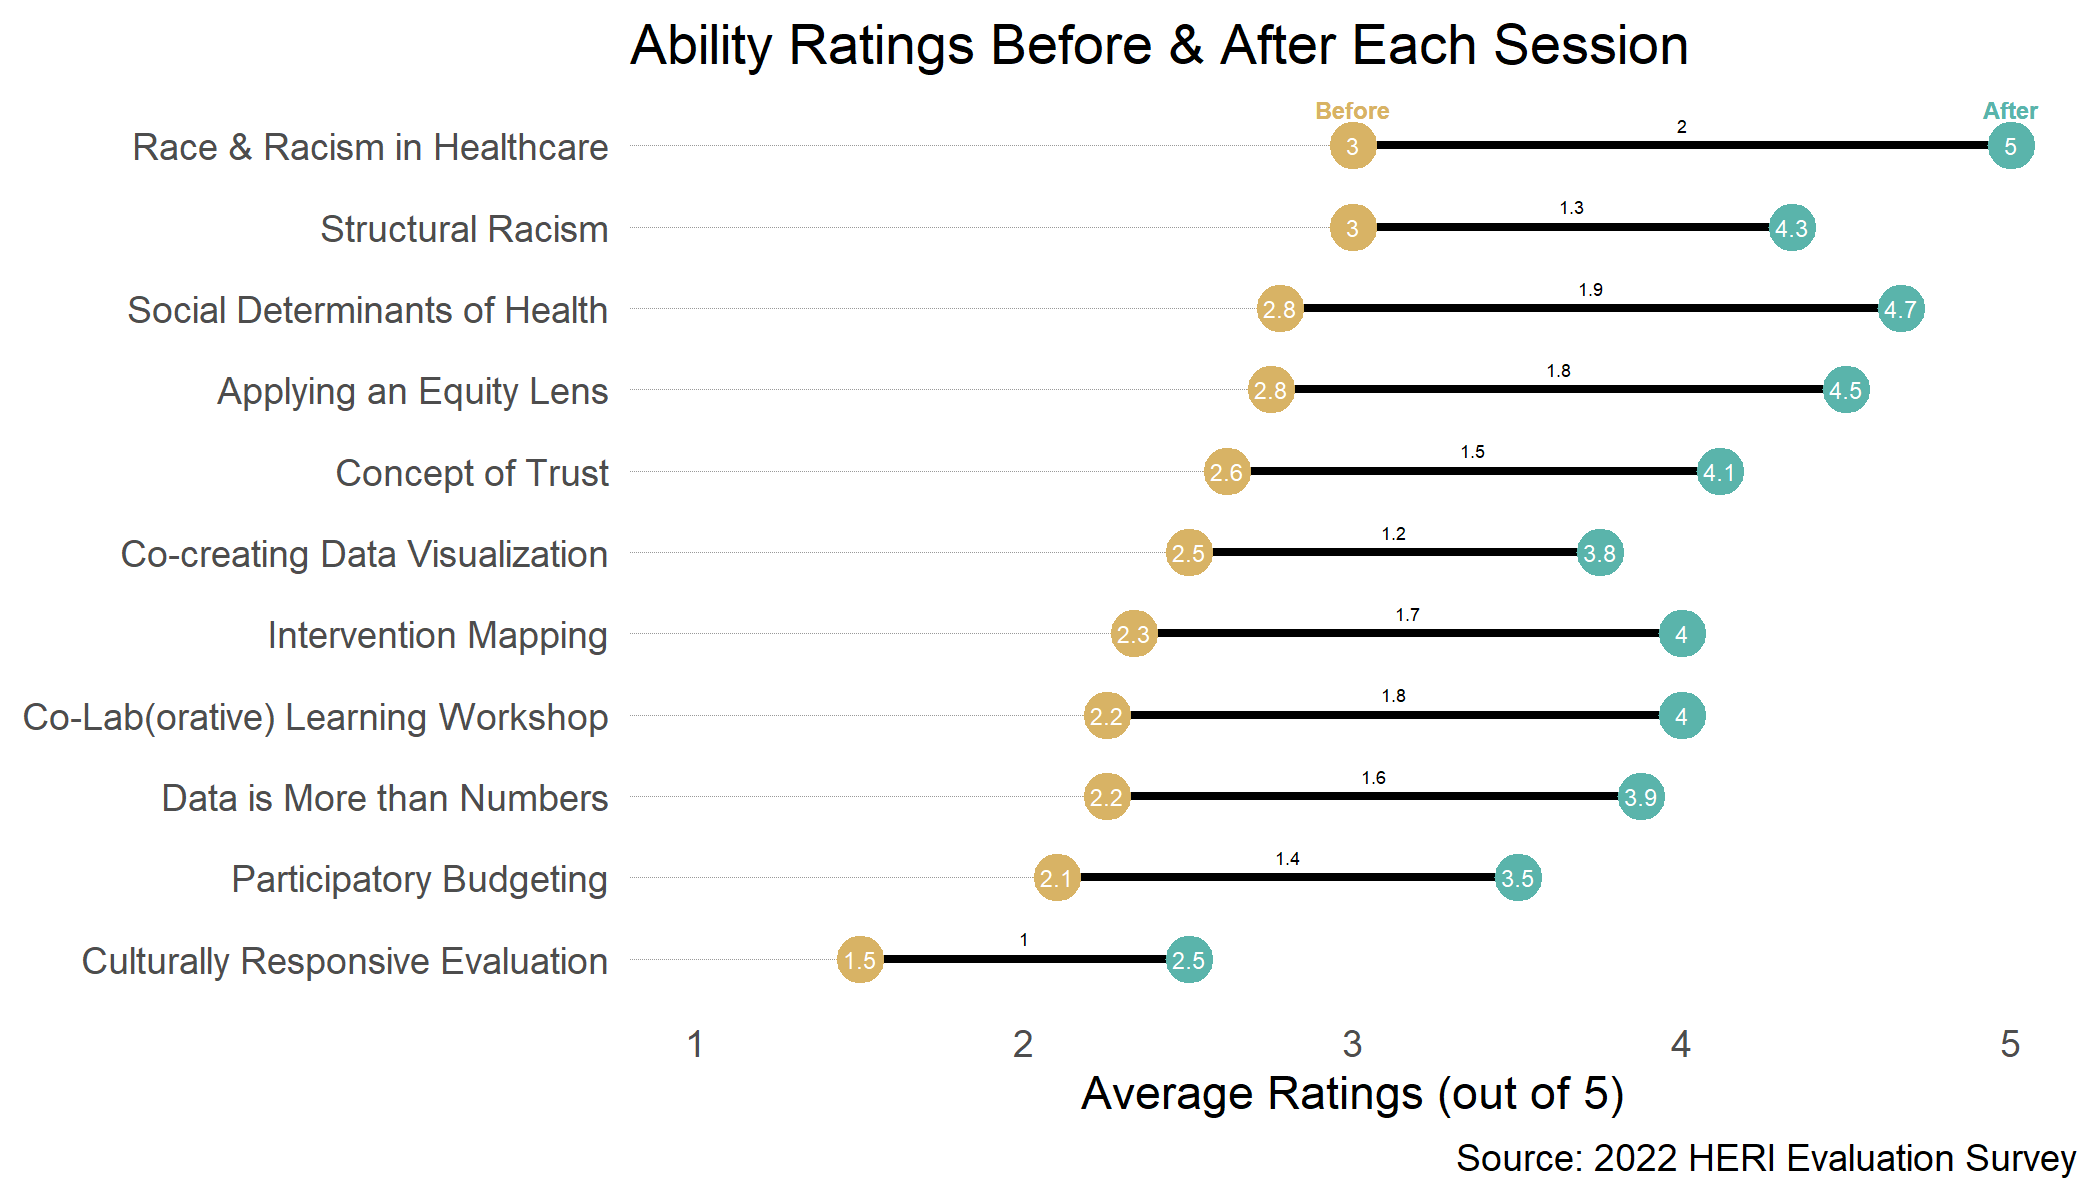 Ability Ratings Before & After Each Session
Before After
2
Race & Racism in Healthcare 3 5
1.3
Structural Racism 3 4.3
1.9
Social Determinants of Health 2.8 4.7
1.8
Applying an Equity Lens 2.8 4.5
1.5
Concept of Trust 2.6 4.1
1.2
Co-creating Data Visualization 2.5 3.8
1.7
Intervention Mapping 2.3 4
1.8
Co-Lab(orative) Learning Workshop 2.2 4
1.6
Data is More than Numbers 2.2 3.9
1.4
Participatory Budgeting 2.1 3.5
1
Culturally Responsive Evaluation 1.5 2.5
1 2 3 4 5
Average Ratings (out of 5)
Source: 2022 HERI Evaluation Survey